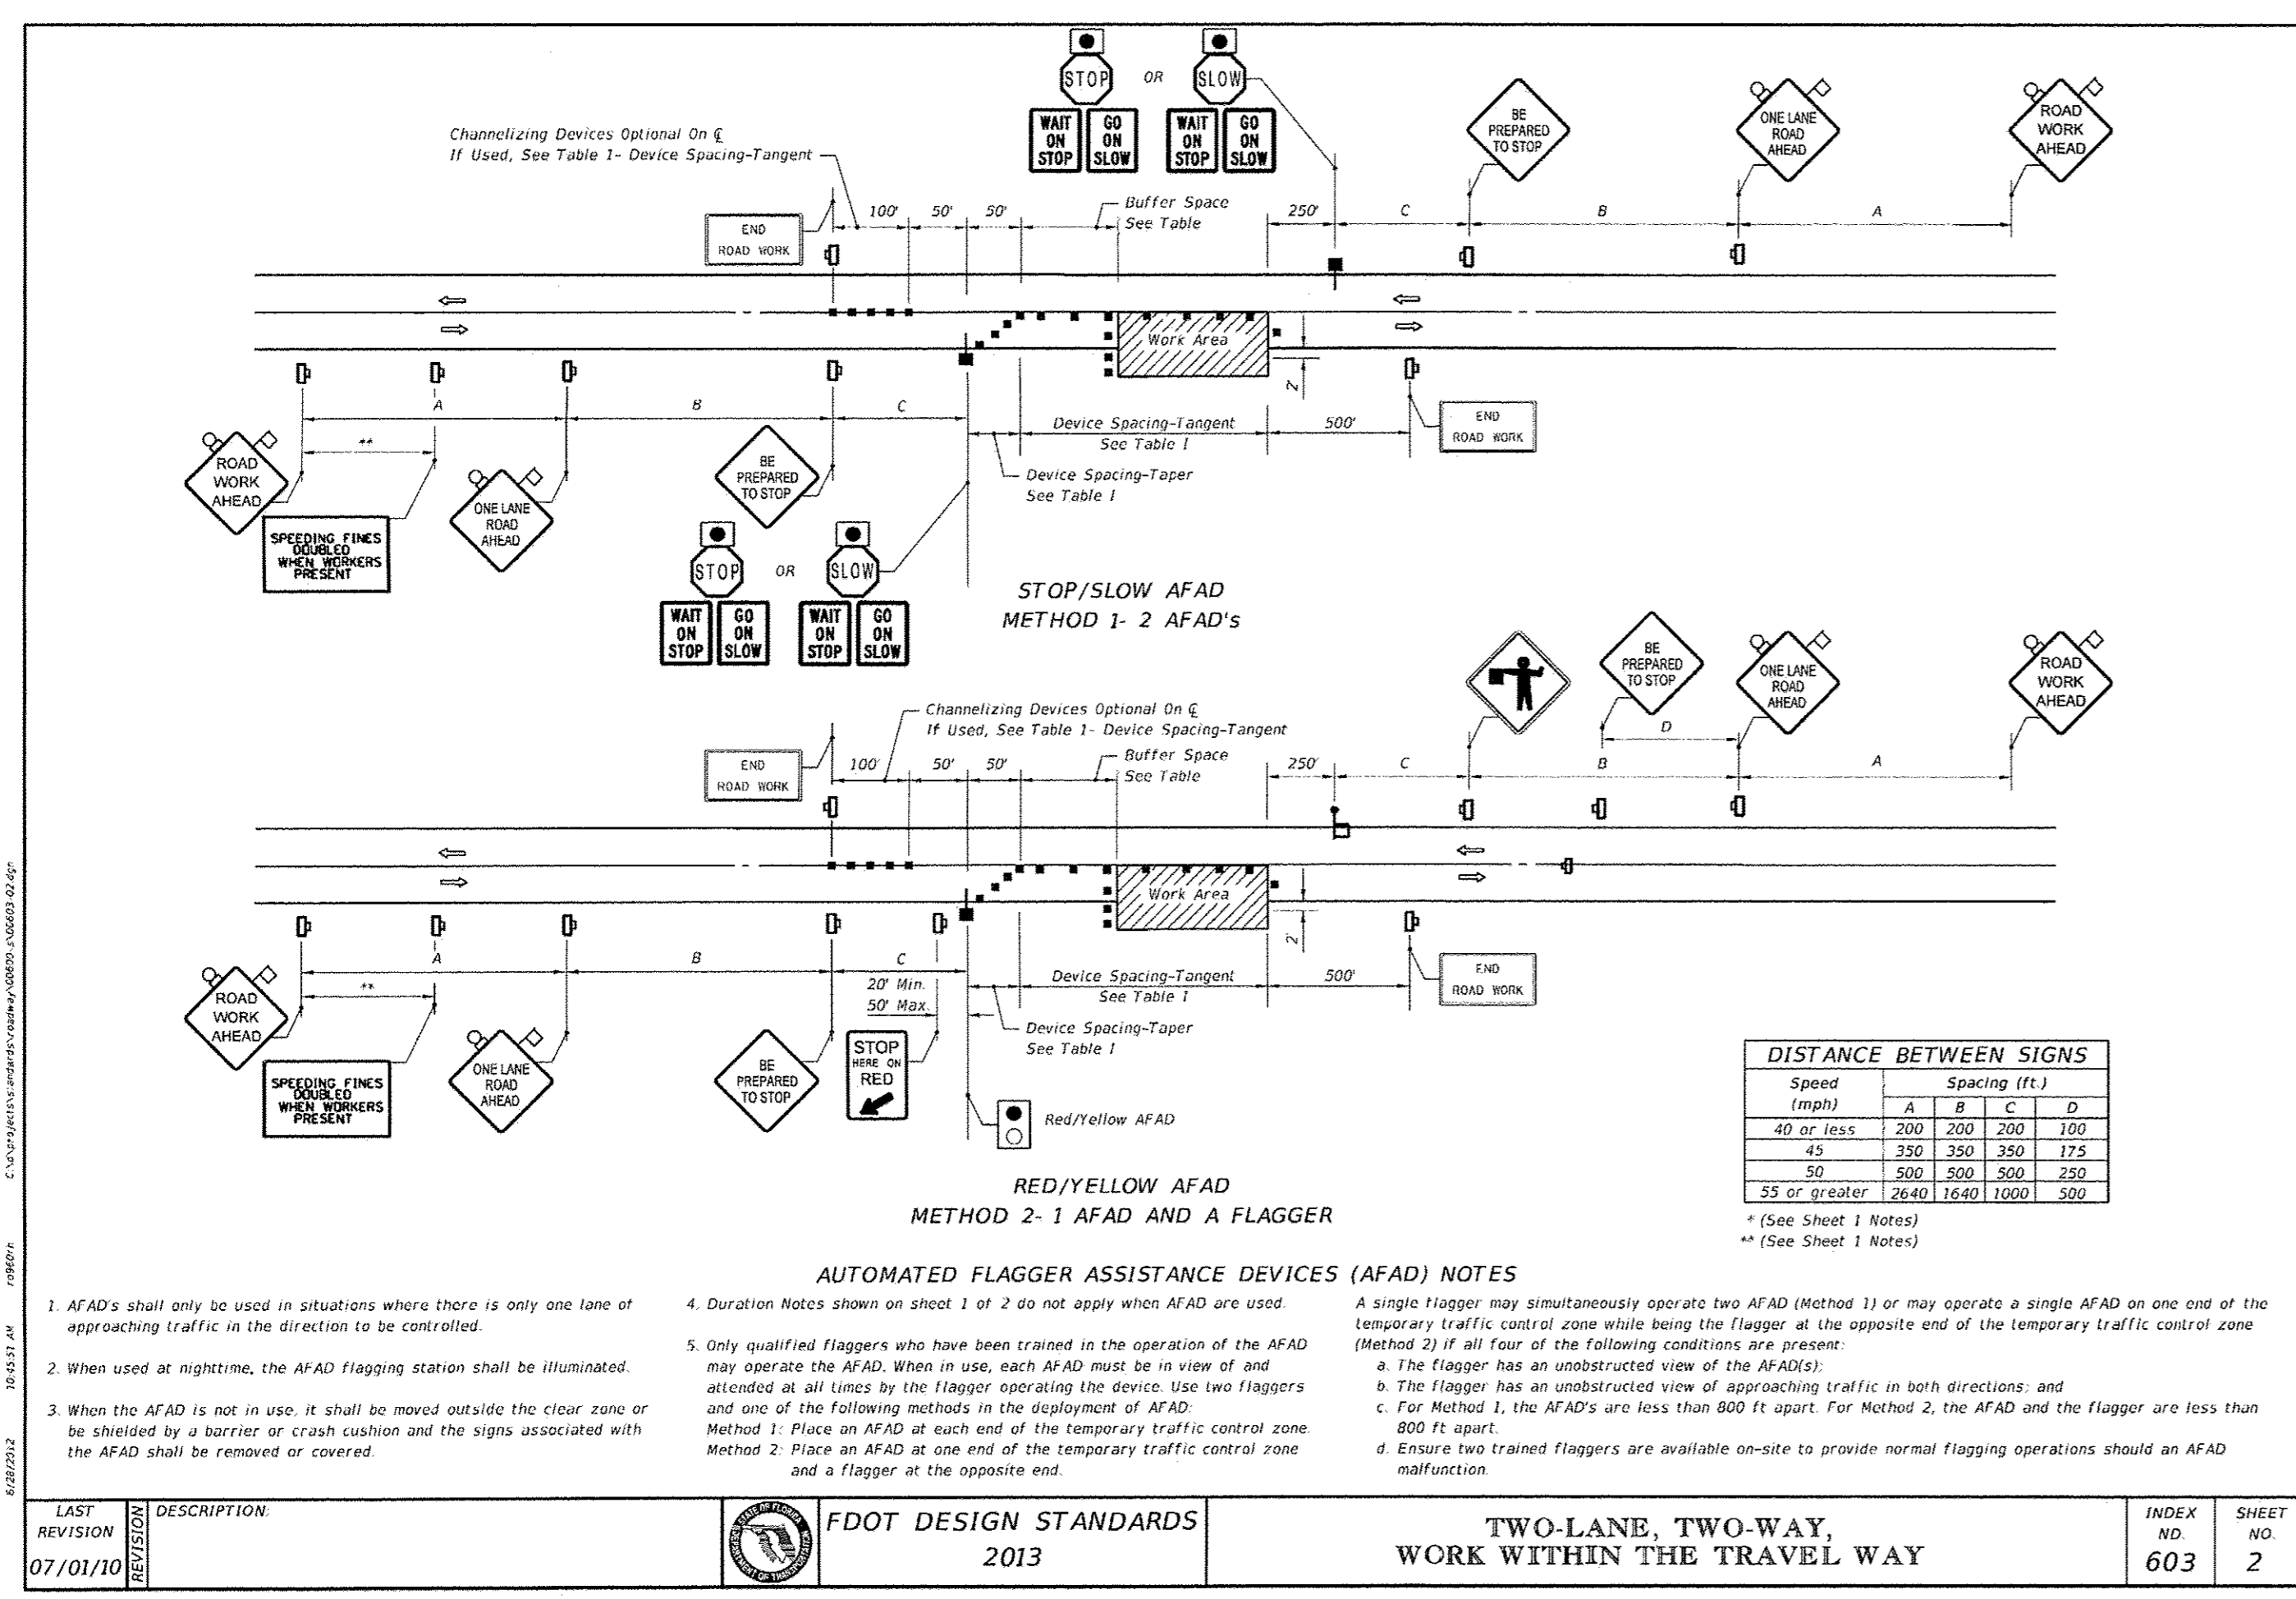 STOP
OR
SLOW
WAIT
ON
STOP
GO
ON
SLOW
WAIT
ON
STOP
GO
ON
SLOW
BE
PREPARED
TO STOP
ONE LANE
ROAD
AHEAD
ROAD
WORK
AHEAD
Channelizing Devices Optional On ℄
If Used, See Table 1- Device Spacing-Tangent
END
ROAD WORK
100'
50'
50'
Buffer Space
See Table
250'
C
B
A
Work Area
2'
A
B
C
**
Device Spacing-Tangent
See Table I
500'
END
ROAD WORK
Device Spacing-Taper
See Table I
ROAD
WORK
AHEAD
SPEEDING FINES
DOUBLED
WHEN WORKERS
PRESENT
ONE LANE
ROAD
AHEAD
BE
PREPARED
TO STOP
STOP
OR
SLOW
WAIT
ON
STOP
GO
ON
SLOW
WAIT
ON
STOP
GO
ON
SLOW
STOP/SLOW AFAD
METHOD 1- 2 AFAD's
BE
PREPARED
TO STOP
ONE LANE
ROAD
AHEAD
ROAD
WORK
AHEAD
D
Channelizing Devices Optional On ℄
If Used, See Table 1- Device Spacing-Tangent
END
ROAD WORK
100'
50'
50'
Buffer Space
See Table
250'
C
B
A
Work Area
2'
A
B
C
**
20' Min.
50' Max.
Device Spacing-Tangent
See Table I
500'
END
ROAD WORK
Device Spacing-Taper
See Table I
ROAD
WORK
AHEAD
SPEEDING FINES
DOUBLED
WHEN WORKERS
PRESENT
ONE LANE
ROAD
AHEAD
BE
PREPARED
TO STOP
STOP
HERE ON
RED
Red/Yellow AFAD
RED/YELLOW AFAD
METHOD 2- 1 AFAD AND A FLAGGER
DISTANCE BETWEEN SIGNS
Speed (mph) Spacing (ft.)
A B C D
40 or less 200 200 200 100
45 350 350 350 175
50 500 500 500 250
55 or greater 2640 1640 1000 500
* (See Sheet 1 Notes)
** (See Sheet 1 Notes)
AUTOMATED FLAGGER ASSISTANCE DEVICES (AFAD) NOTES
1. AFAD's shall only be used in situations where there is only one lane of
approaching traffic in the direction to be controlled.
2. When used at nighttime, the AFAD flagging station shall be illuminated.
3. When the AFAD is not in use, it shall be moved outside the clear zone or
be shielded by a barrier or crash cushion and the signs associated with
the AFAD shall be removed or covered.
4. Duration Notes shown on sheet 1 of 2 do not apply when AFAD are used.
5. Only qualified flaggers who have been trained in the operation of the AFAD
may operate the AFAD. When in use, each AFAD must be in view of and
attended at all times by the flagger operating the device. Use two flaggers
and one of the following methods in the deployment of AFAD:
Method 1: Place an AFAD at each end of the temporary traffic control zone.
Method 2: Place an AFAD at one end of the temporary traffic control zone
and a flagger at the opposite end.
A single flagger may simultaneously operate two AFAD (Method 1) or may operate a single AFAD on one end of the
temporary traffic control zone while being the flagger at the opposite end of the temporary traffic control zone
(Method 2) if all four of the following conditions are present:
a. The flagger has an unobstructed view of the AFAD(s);
b. The flagger has an unobstructed view of approaching traffic in both directions; and
c. For Method 1, the AFAD's are less than 800 ft apart. For Method 2, the AFAD and the flagger are less than
800 ft apart.
d. Ensure two trained flaggers are available on-site to provide normal flagging operations should an AFAD
malfunction.
6/28/2012 10:45:51 AM rd960rh
LAST
REVISION
07/01/10
REVISION
DESCRIPTION:
FDOT DESIGN STANDARDS
2013
TWO-LANE, TWO-WAY,
WORK WITHIN THE TRAVEL WAY
INDEX
NO.
603
SHEET
NO.
2